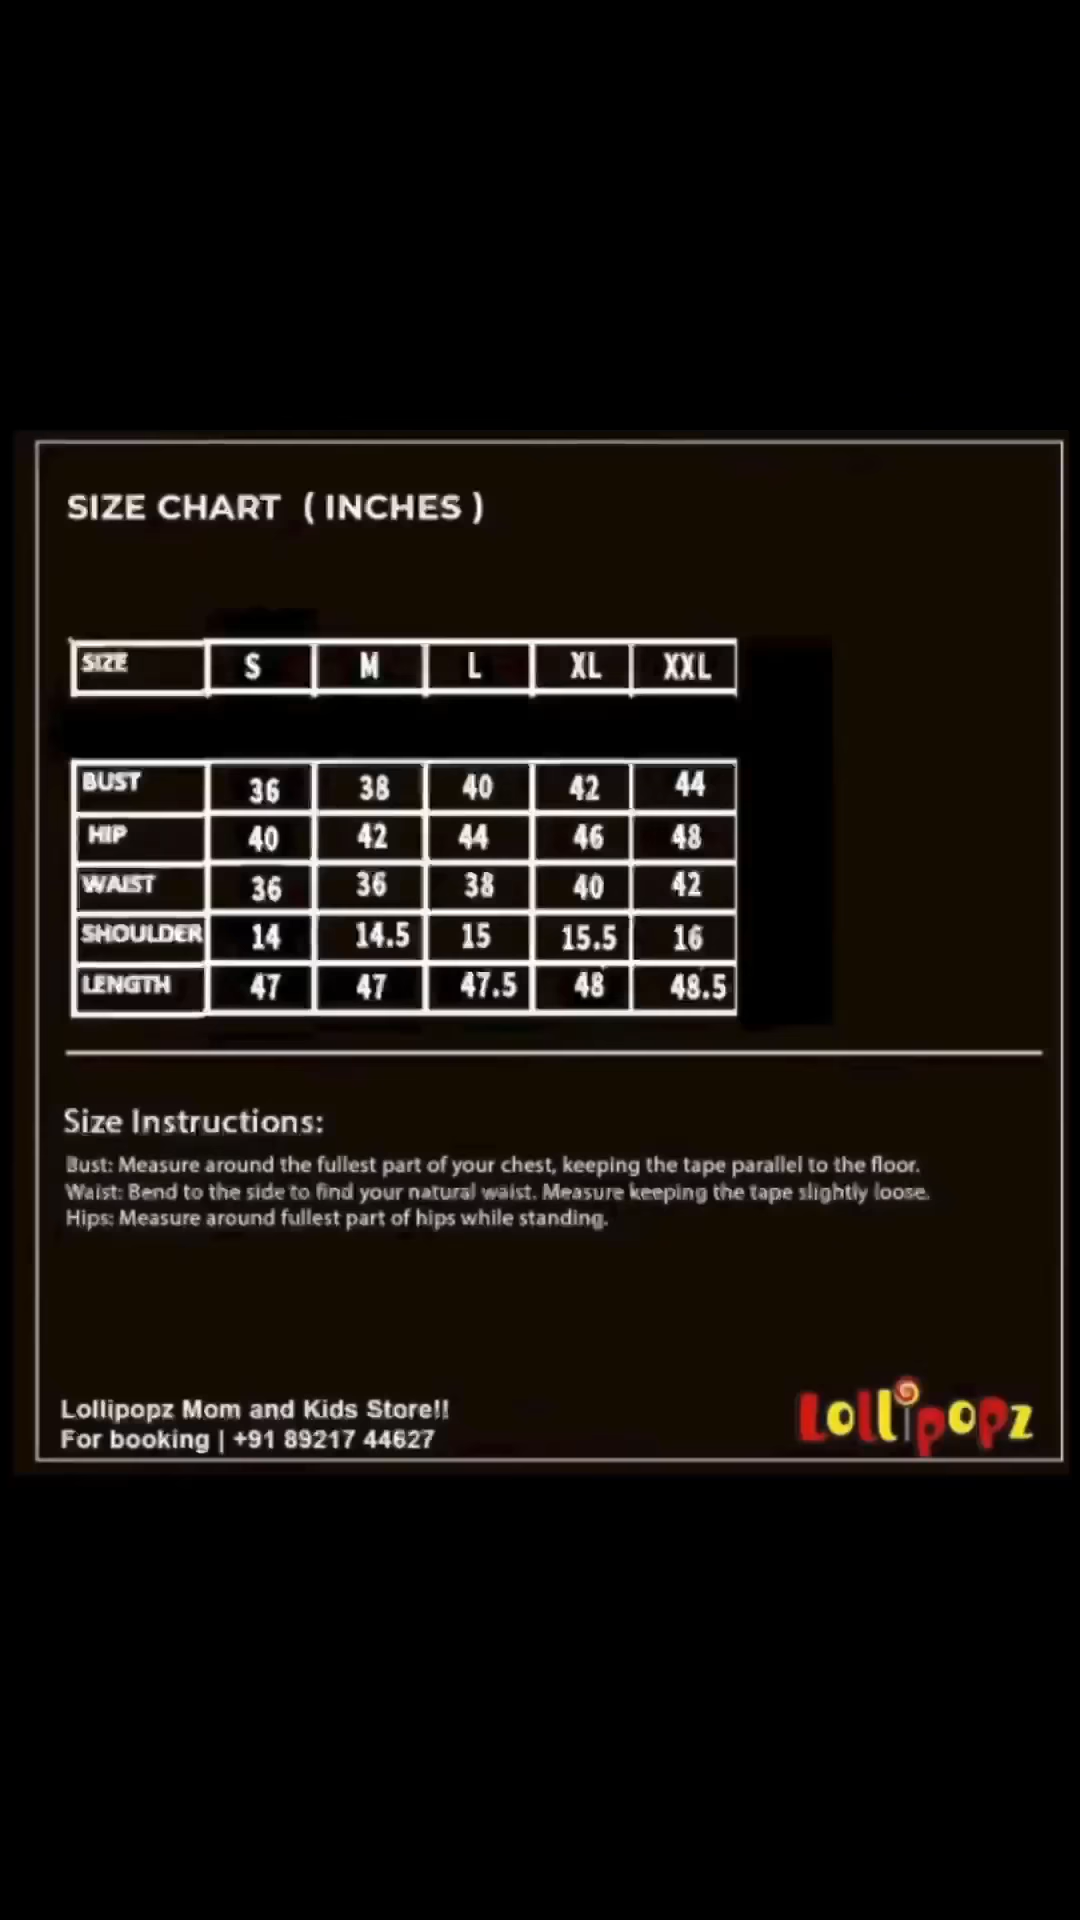 SIZE CHART ( INCHES )
SIZE S M L XL XXL
BUST 36 38 40 42 44
HIP 40 42 44 46 48
WAIST 36 36 38 40 42
SHOULDER 14 14.5 15 15.5 16
LENGTH 47 47 47.5 48 48.5
Size Instructions:
Bust: Measure around the fullest part of your chest, keeping the tape parallel to the floor.
Waist: Bend to the side to find your natural waist. Measure keeping the tape slightly loose.
Hips: Measure around fullest part of hips while standing.
Lollipopz Mom and Kids Store!!
For booking | +91 89217 44627
Lollipopz